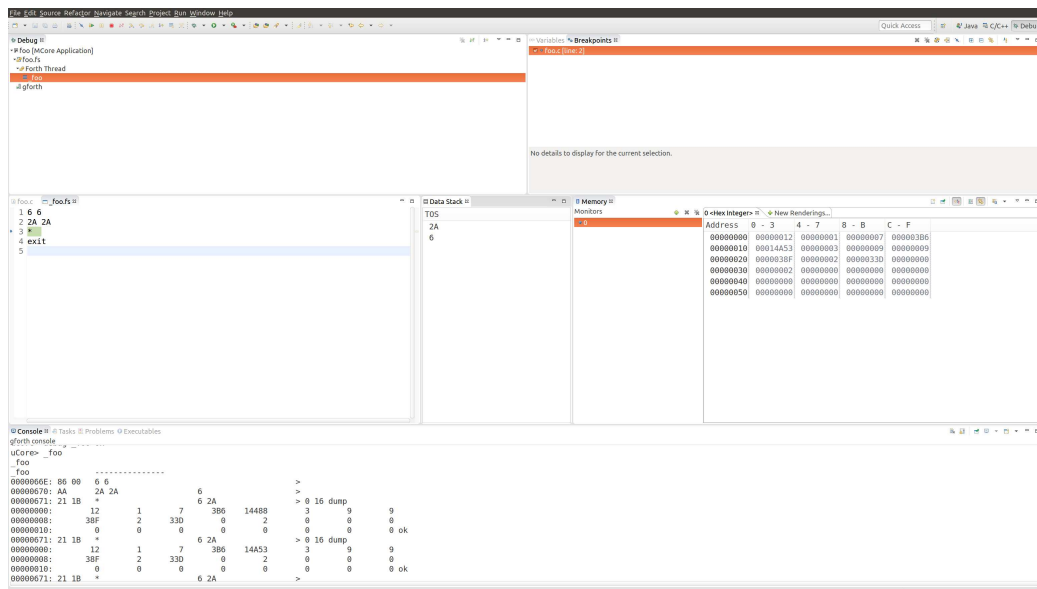 File Edit Source Refactor Navigate Search Project Run Window Help
Quick Access Java C/C++ Debu
Debug
foo [MCore Application]
foo.fs
Forth Thread
_foo
gforth
Variables Breakpoints
foo.c [line: 2]
No details to display for the current selection.
foo.c _foo.fs
1 6 6
2 2A 2A
3 *
4 exit
5
Data Stack
TOS
2A
6
Memory
Monitors
0
0 <Hex Integer> New Renderings...
Address 0 - 3 4 - 7 8 - B C - F
00000000 00000012 00000001 00000007 000003B6
00000010 00014A53 00000003 00000009 00000009
00000020 0000038F 00000002 0000033D 00000000
00000030 00000002 00000000 00000000 00000000
00000040 00000000 00000000 00000000 00000000
00000050 00000000 00000000 00000000 00000000
Console Tasks Problems Executables
gforth console
uCore> _foo
_foo
_foo --------------
0000066E: 86 00 6 6 >
00000670: AA 2A 2A 6 >
00000671: 21 1B * 6 2A > 0 16 dump
00000000: 12 1 7 3B6 14488 3 9 9
00000008: 38F 2 33D 0 2 0 0 0
00000010: 0 0 0 0 0 0 0 0 ok
00000671: 21 1B * 6 2A > 0 16 dump
00000000: 12 1 7 3B6 14A53 3 9 9
00000008: 38F 2 33D 0 2 0 0 0
00000010: 0 0 0 0 0 0 0 0 ok
00000671: 21 1B * 6 2A >